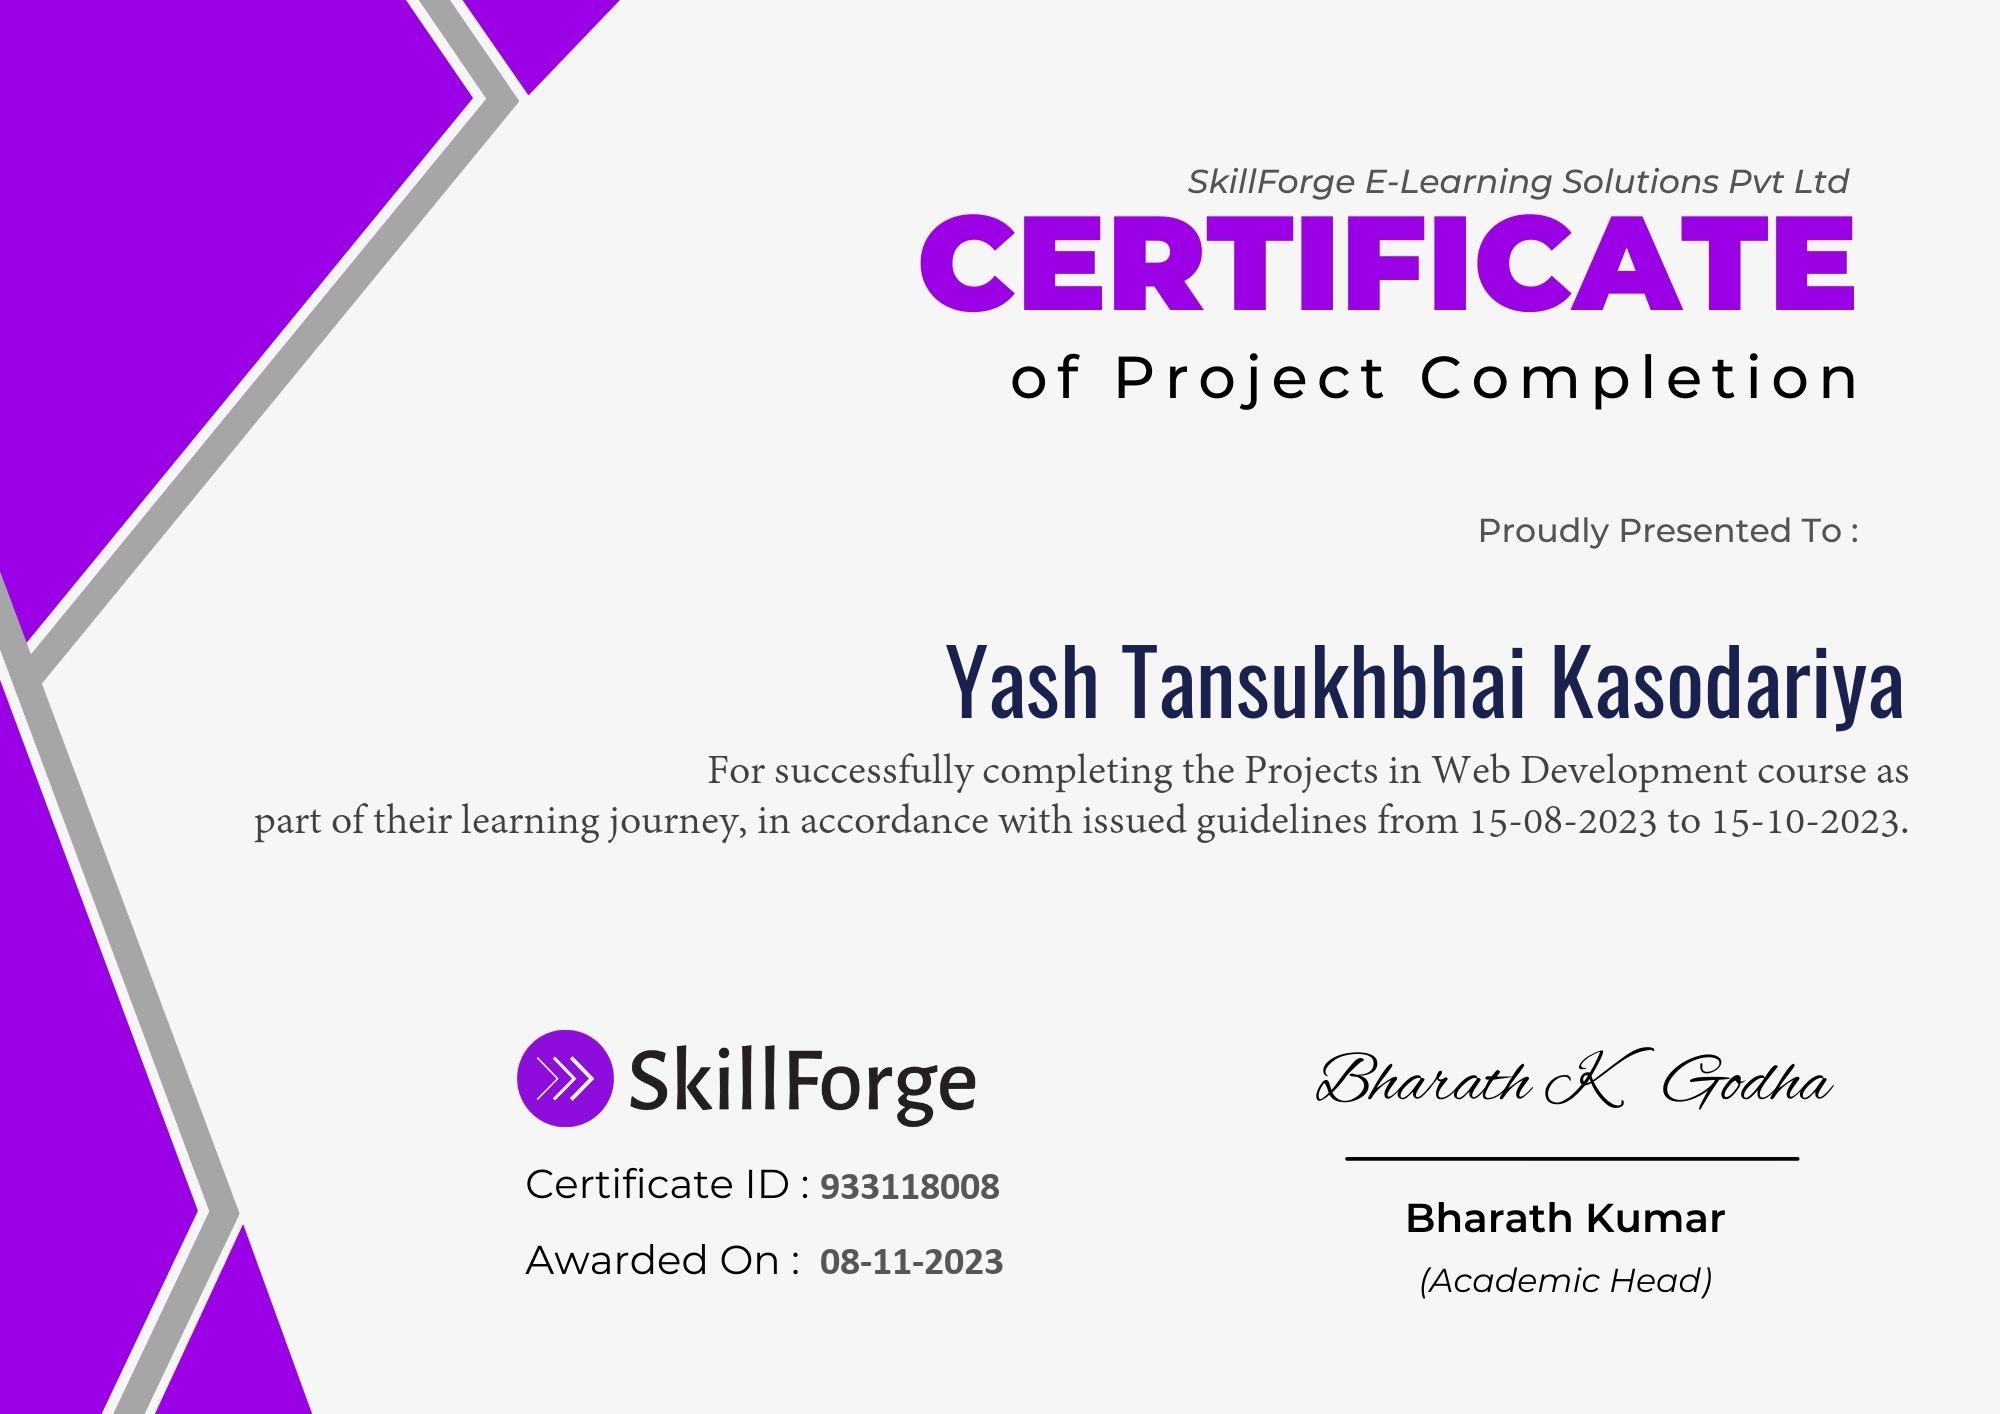 SkillForge E-Learning Solutions Pvt Ltd
CERTIFICATE
of Project Completion
Proudly Presented To :
Yash Tansukhbhai Kasodariya
For successfully completing the Projects in Web Development course as
part of their learning journey, in accordance with issued guidelines from 15-08-2023 to 15-10-2023.
SkillForge
Certificate ID : 933118008
Awarded On : 08-11-2023
Bharath K Godha
Bharath Kumar
(Academic Head)